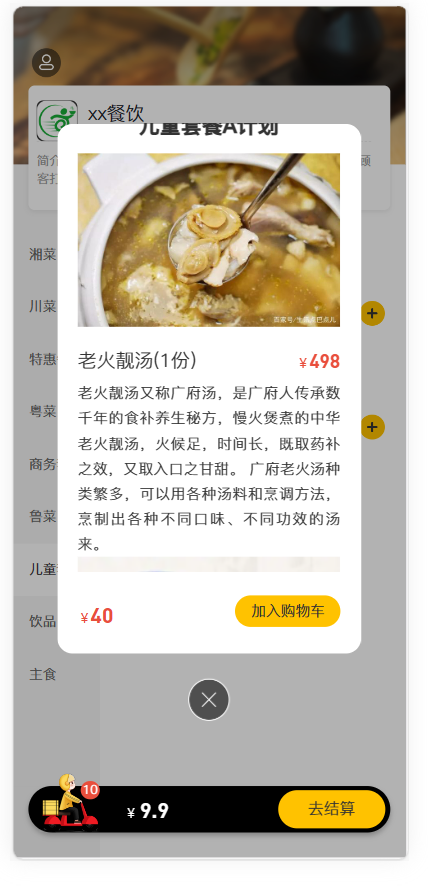 xx餐饮
儿童套餐A计划
简介
顾
客打
湘菜
川菜
特惠
粤菜
商务
鲁菜
儿童
饮品
主食
老火靓汤(1份)
¥498
老火靓汤又称广府汤，是广府人传承数
千年的食补养生秘方，慢火煲煮的中华
老火靓汤，火候足，时间长，既取药补
之效，又取入口之甘甜。 广府老火汤种
类繁多，可以用各种汤料和烹调方法，
烹制出各种不同口味、不同功效的汤
来。
¥40
加入购物车
10
¥ 9.9
去结算